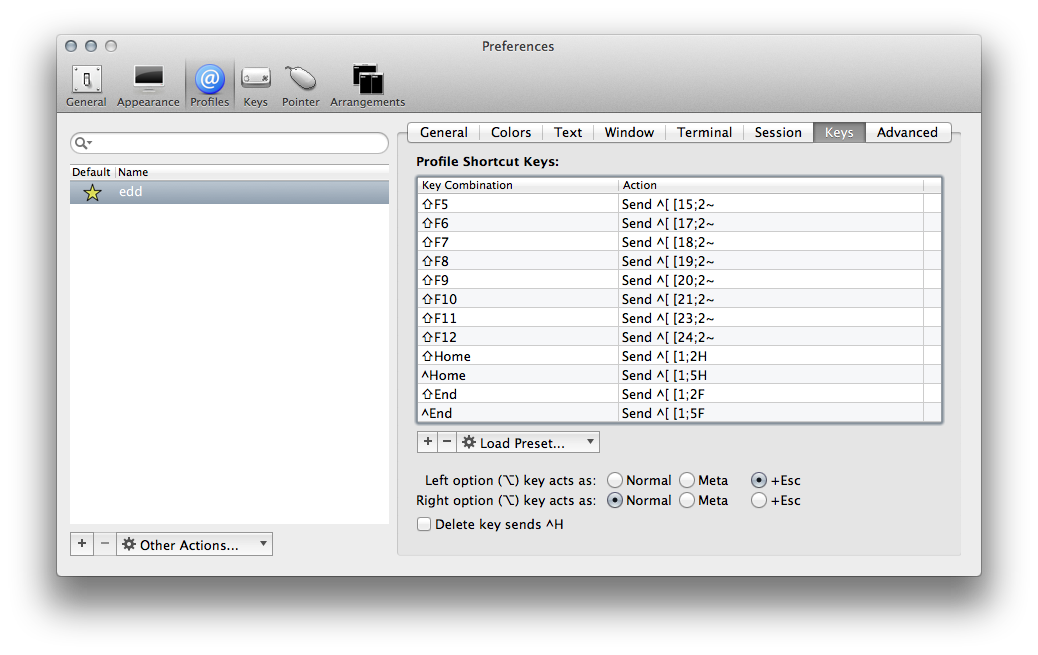 Preferences
General Appearance Profiles Keys Pointer Arrangements
General Colors Text Window Terminal Session Keys Advanced
Default Name
edd
Profile Shortcut Keys:
Key Combination Action
⇧F5 Send ^[ [15;2~
⇧F6 Send ^[ [17;2~
⇧F7 Send ^[ [18;2~
⇧F8 Send ^[ [19;2~
⇧F9 Send ^[ [20;2~
⇧F10 Send ^[ [21;2~
⇧F11 Send ^[ [23;2~
⇧F12 Send ^[ [24;2~
⇧Home Send ^[ [1;2H
^Home Send ^[ [1;5H
⇧End Send ^[ [1;2F
^End Send ^[ [1;5F
+ − Load Preset...
Left option (⌥) key acts as: Normal Meta +Esc
Right option (⌥) key acts as: Normal Meta +Esc
Delete key sends ^H
+ − Other Actions...